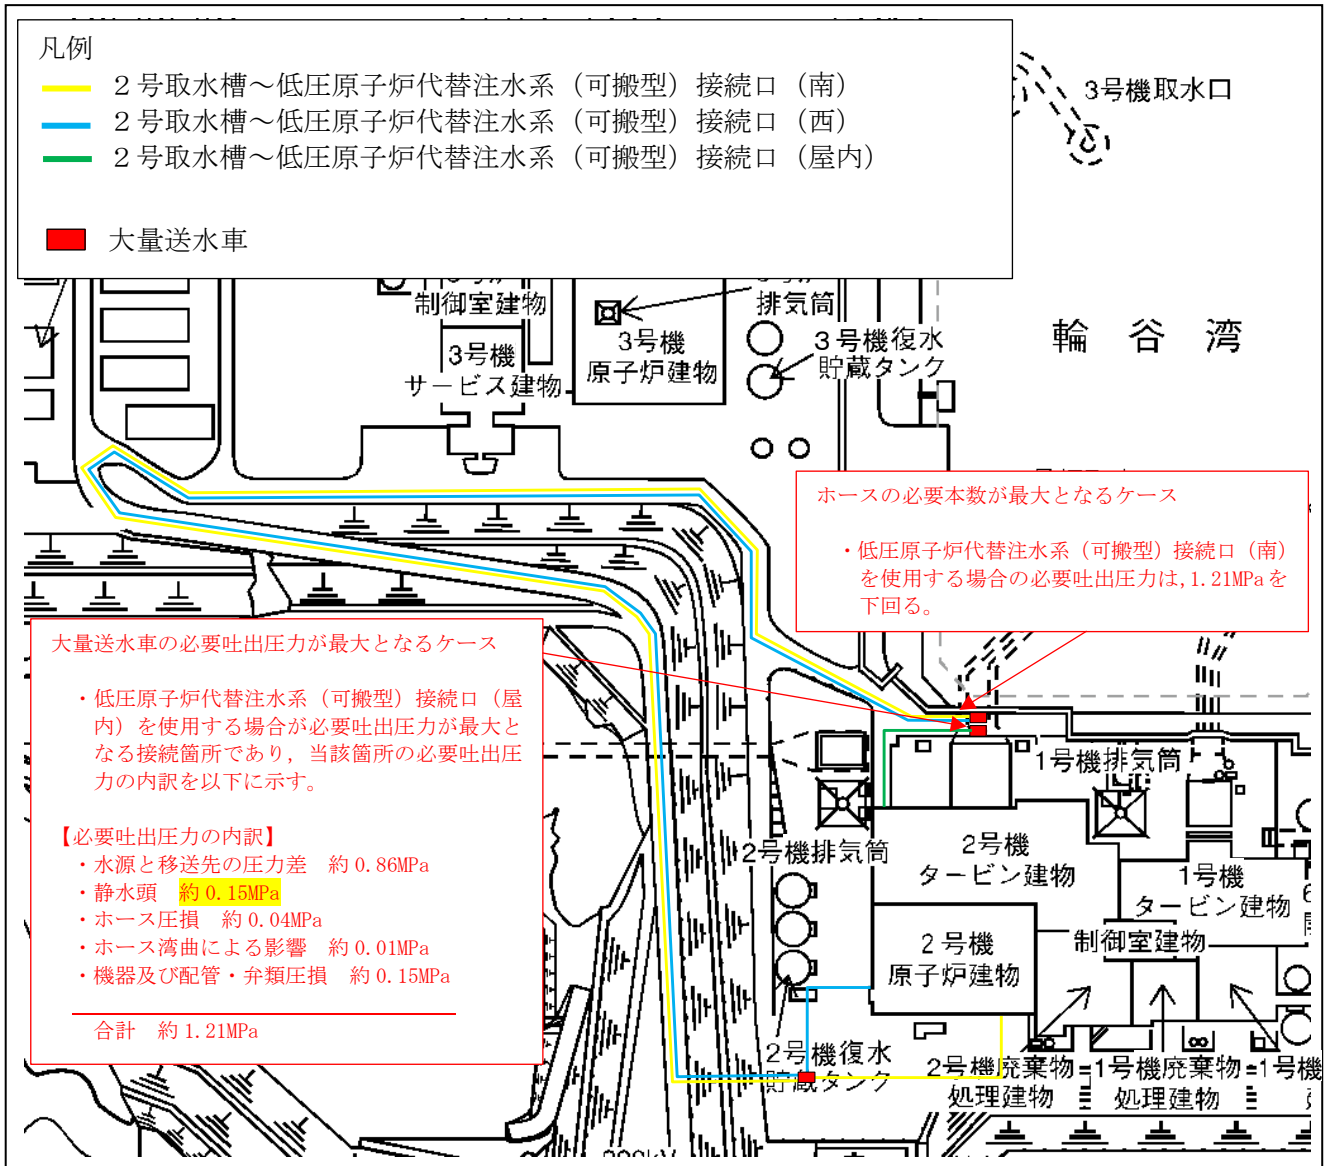 凡例
２号取水槽～低圧原子炉代替注水系（可搬型）接続口（南）
２号取水槽～低圧原子炉代替注水系（可搬型）接続口（西）
２号取水槽～低圧原子炉代替注水系（可搬型）接続口（屋内）
大量送水車
3号機取水口
制御室建物
排気筒
3号機
サービス建物
3号機
原子炉建物
3号機復水
貯蔵タンク
輪谷湾
ホースの必要本数が最大となるケース
・低圧原子炉代替注水系（可搬型）接続口（南）
を使用する場合の必要吐出圧力は,1.21MPaを
下回る。
大量送水車の必要吐出圧力が最大となるケース
・低圧原子炉代替注水系（可搬型）接続口（屋
内）を使用する場合が必要吐出圧力が最大と
なる接続箇所であり，当該箇所の必要吐出圧
力の内訳を以下に示す。
【必要吐出圧力の内訳】
・水源と移送先の圧力差　約0.86MPa
・静水頭　約0.15MPa
・ホース圧損　約0.04MPa
・ホース湾曲による影響　約0.01MPa
・機器及び配管・弁類圧損　約0.15MPa
合計　約1.21MPa
1号機排気筒
2号機排気筒
2号機
タービン建物
1号機
タービン建物
制御室建物
２号機
原子炉建物
2号機復水
貯蔵タンク
2号機廃棄物
処理建物
1号機廃棄物
処理建物
1号機